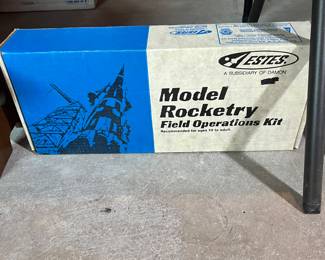 ESTES
A SUBSIDIARY OF DAMON
Model
Rocketry
Field Operations Kit
Recommended for ages 10 to adult.